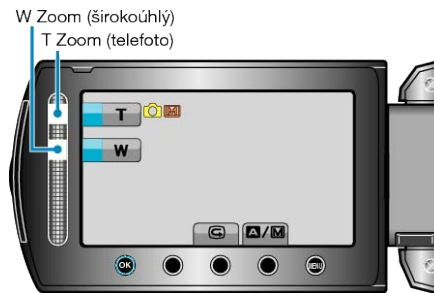 W Zoom (širokoúhlý)
T Zoom (telefoto)
T M
W
A/M
OK MENU